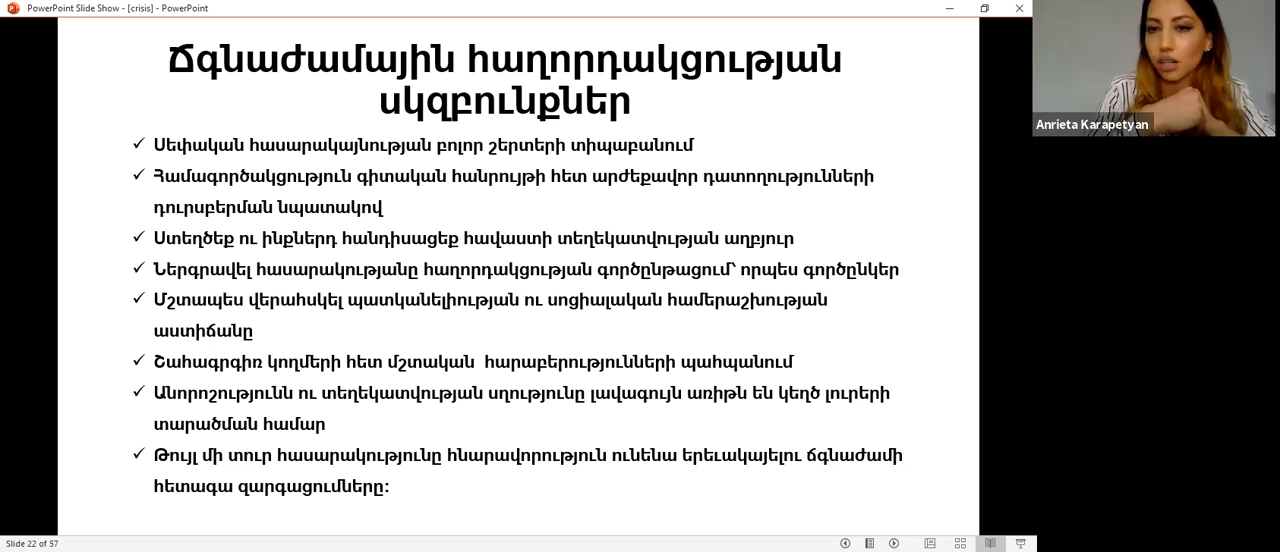 PowerPoint Slide Show - [crisis] - PowerPoint
Ճգնաժամային հաղորդակցության
սկզբունքներ
✓ Սեփական հասարակայնության բոլոր շերտերի տիպաբանում
✓ Համագործակցություն գիտական հանրույթի հետ արժեքավոր դատողությունների
դուրսբերման նպատակով
✓ Ստեղծեք ու ինքներդ հանդիսացեք հավաստի տեղեկատվության աղբյուր
✓ Ներգրավել հասարակությանը հաղորդակցության գործընթացում՝ որպես գործընկեր
✓ Մշտապես վերահսկել պատկանելիության ու սոցիալական համերաշխության
աստիճանը
✓ Շահագրգիռ կողմերի հետ մշտական հարաբերությունների պահպանում
✓ Անորոշությունն ու տեղեկատվության սղությունը լավագույն առիթն են կեղծ լուրերի
տարածման համար
✓ Թույլ մի տուր հասարակությունը հնարավորություն ունենա երեւակայելու ճգնաժամի
հետագա զարգացումները:
Anrieta Karapetyan
Slide 22 of 57